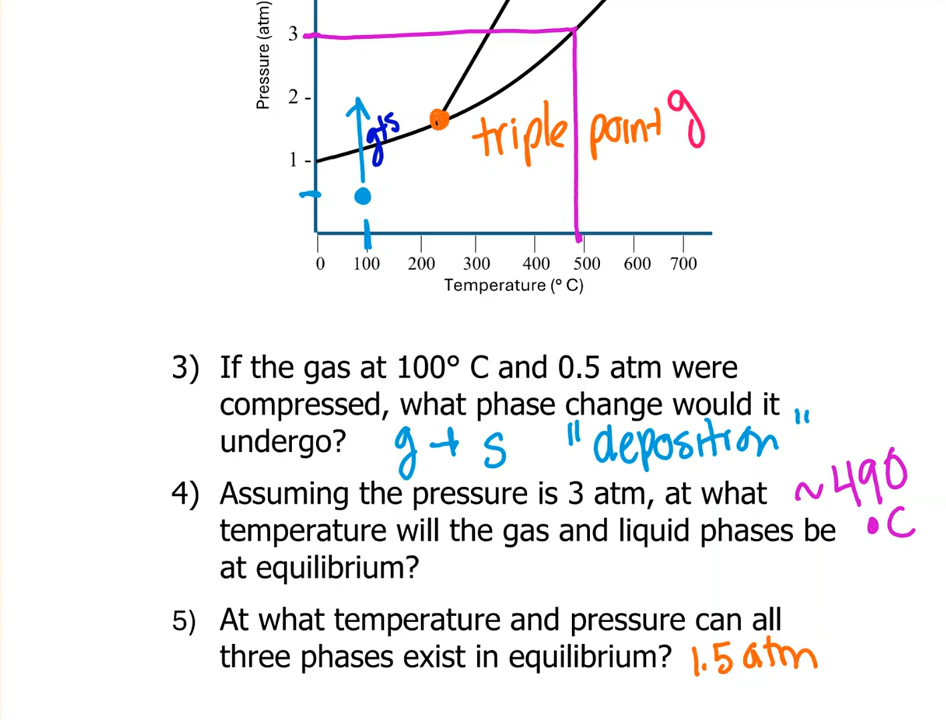 Pressure (atm)
3
2
1
g+s
triple point g
0 100 200 300 400 500 600 700
Temperature (° C)
3) If the gas at 100° C and 0.5 atm were
compressed, what phase change would it
undergo? g → s "deposition"
4) Assuming the pressure is 3 atm, at what ~490
temperature will the gas and liquid phases be °C
at equilibrium?
5) At what temperature and pressure can all
three phases exist in equilibrium? 1.5 atm